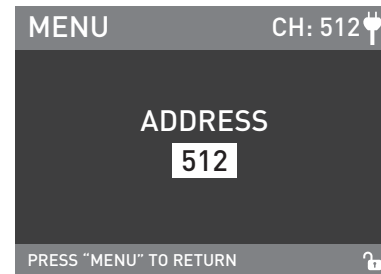 MENU CH: 512
ADDRESS
512
PRESS "MENU" TO RETURN